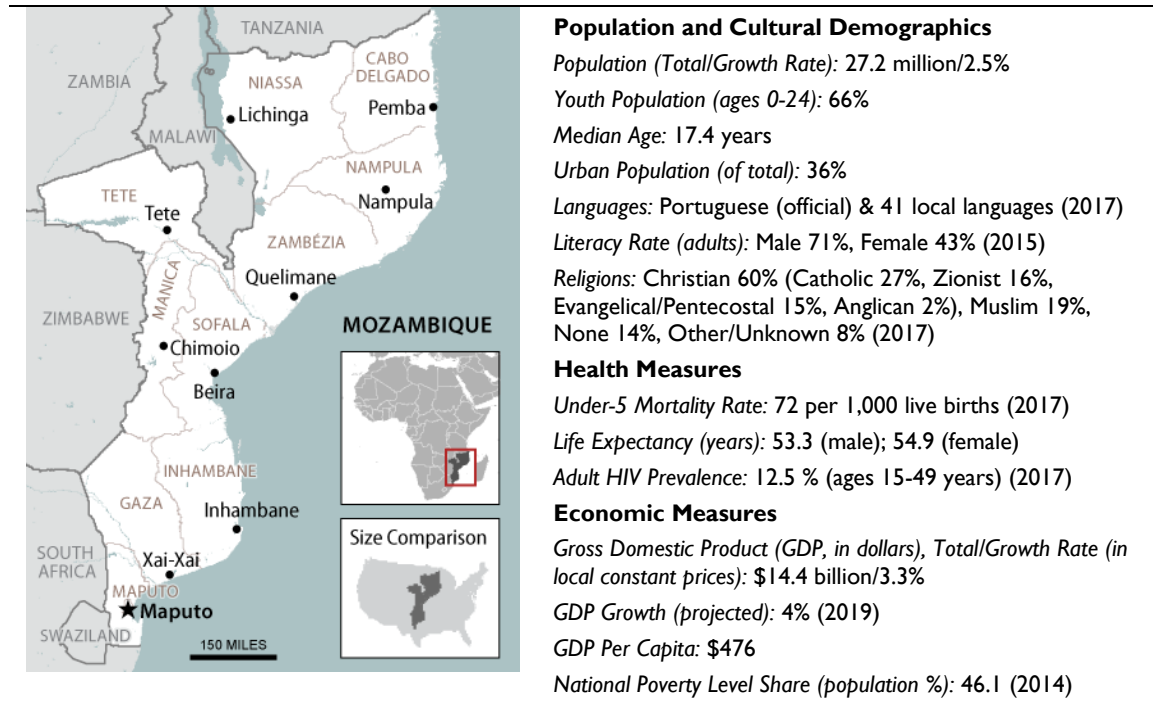 TANZANIA
ZAMBIA
CABO
DELGADO
NIASSA
Lichinga
Pemba
MALAWI
NAMPULA
TETE
Tete
Nampula
ZAMBÉZIA
MANICA
Quelimane
ZIMBABWE
SOFALA
MOZAMBIQUE
Chimoio
Beira
INHAMBANE
GAZA
Inhambane
Size Comparison
SOUTH
AFRICA
Xai-Xai
MAPUTO
Maputo
SWAZILAND
150 MILES
Population and Cultural Demographics
Population (Total/Growth Rate): 27.2 million/2.5%
Youth Population (ages 0-24): 66%
Median Age: 17.4 years
Urban Population (of total): 36%
Languages: Portuguese (official) & 41 local languages (2017)
Literacy Rate (adults): Male 71%, Female 43% (2015)
Religions: Christian 60% (Catholic 27%, Zionist 16%,
Evangelical/Pentecostal 15%, Anglican 2%), Muslim 19%,
None 14%, Other/Unknown 8% (2017)
Health Measures
Under-5 Mortality Rate: 72 per 1,000 live births (2017)
Life Expectancy (years): 53.3 (male); 54.9 (female)
Adult HIV Prevalence: 12.5 % (ages 15-49 years) (2017)
Economic Measures
Gross Domestic Product (GDP, in dollars), Total/Growth Rate (in
local constant prices): $14.4 billion/3.3%
GDP Growth (projected): 4% (2019)
GDP Per Capita: $476
National Poverty Level Share (population %): 46.1 (2014)